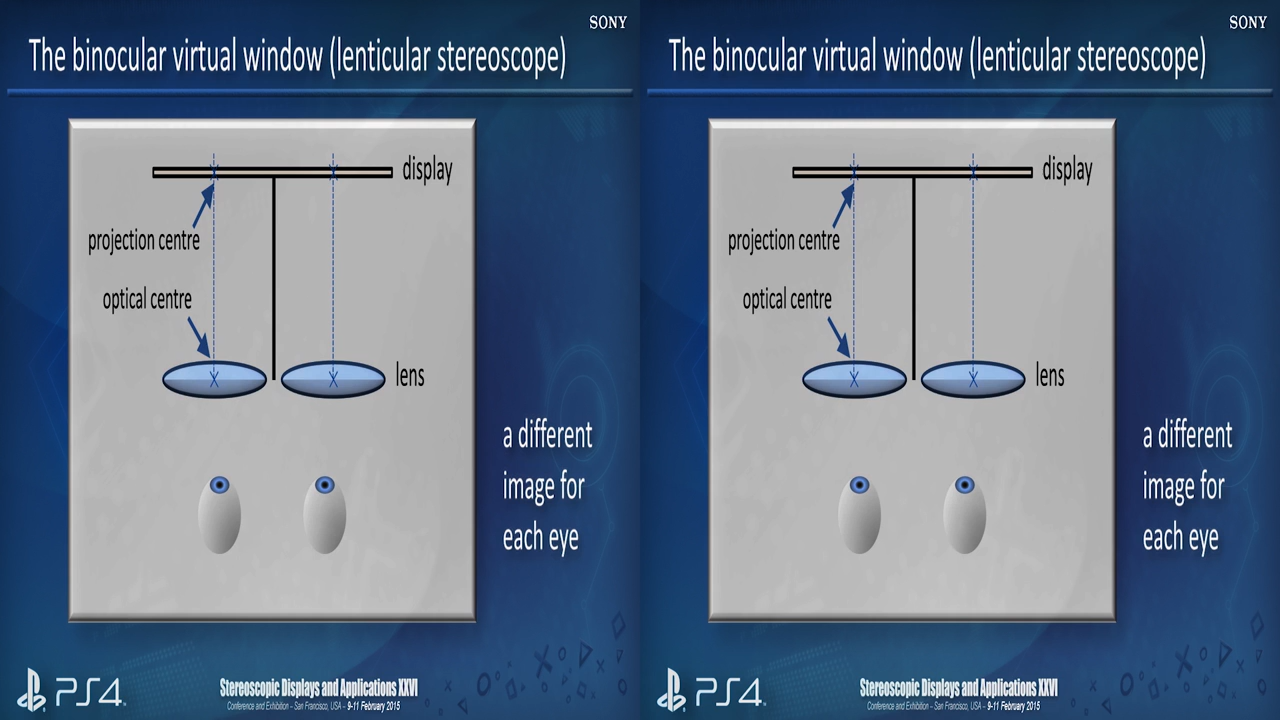 SONY
The binocular virtual window (lenticular stereoscope)
display
projection centre
optical centre
lens
a different
image for
each eye
PS4
Stereoscopic Displays and Applications XXVI
Conference and Exhibition – San Francisco, USA – 9-11 February 2015
SONY
The binocular virtual window (lenticular stereoscope)
display
projection centre
optical centre
lens
a different
image for
each eye
PS4
Stereoscopic Displays and Applications XXVI
Conference and Exhibition – San Francisco, USA – 9-11 February 2015